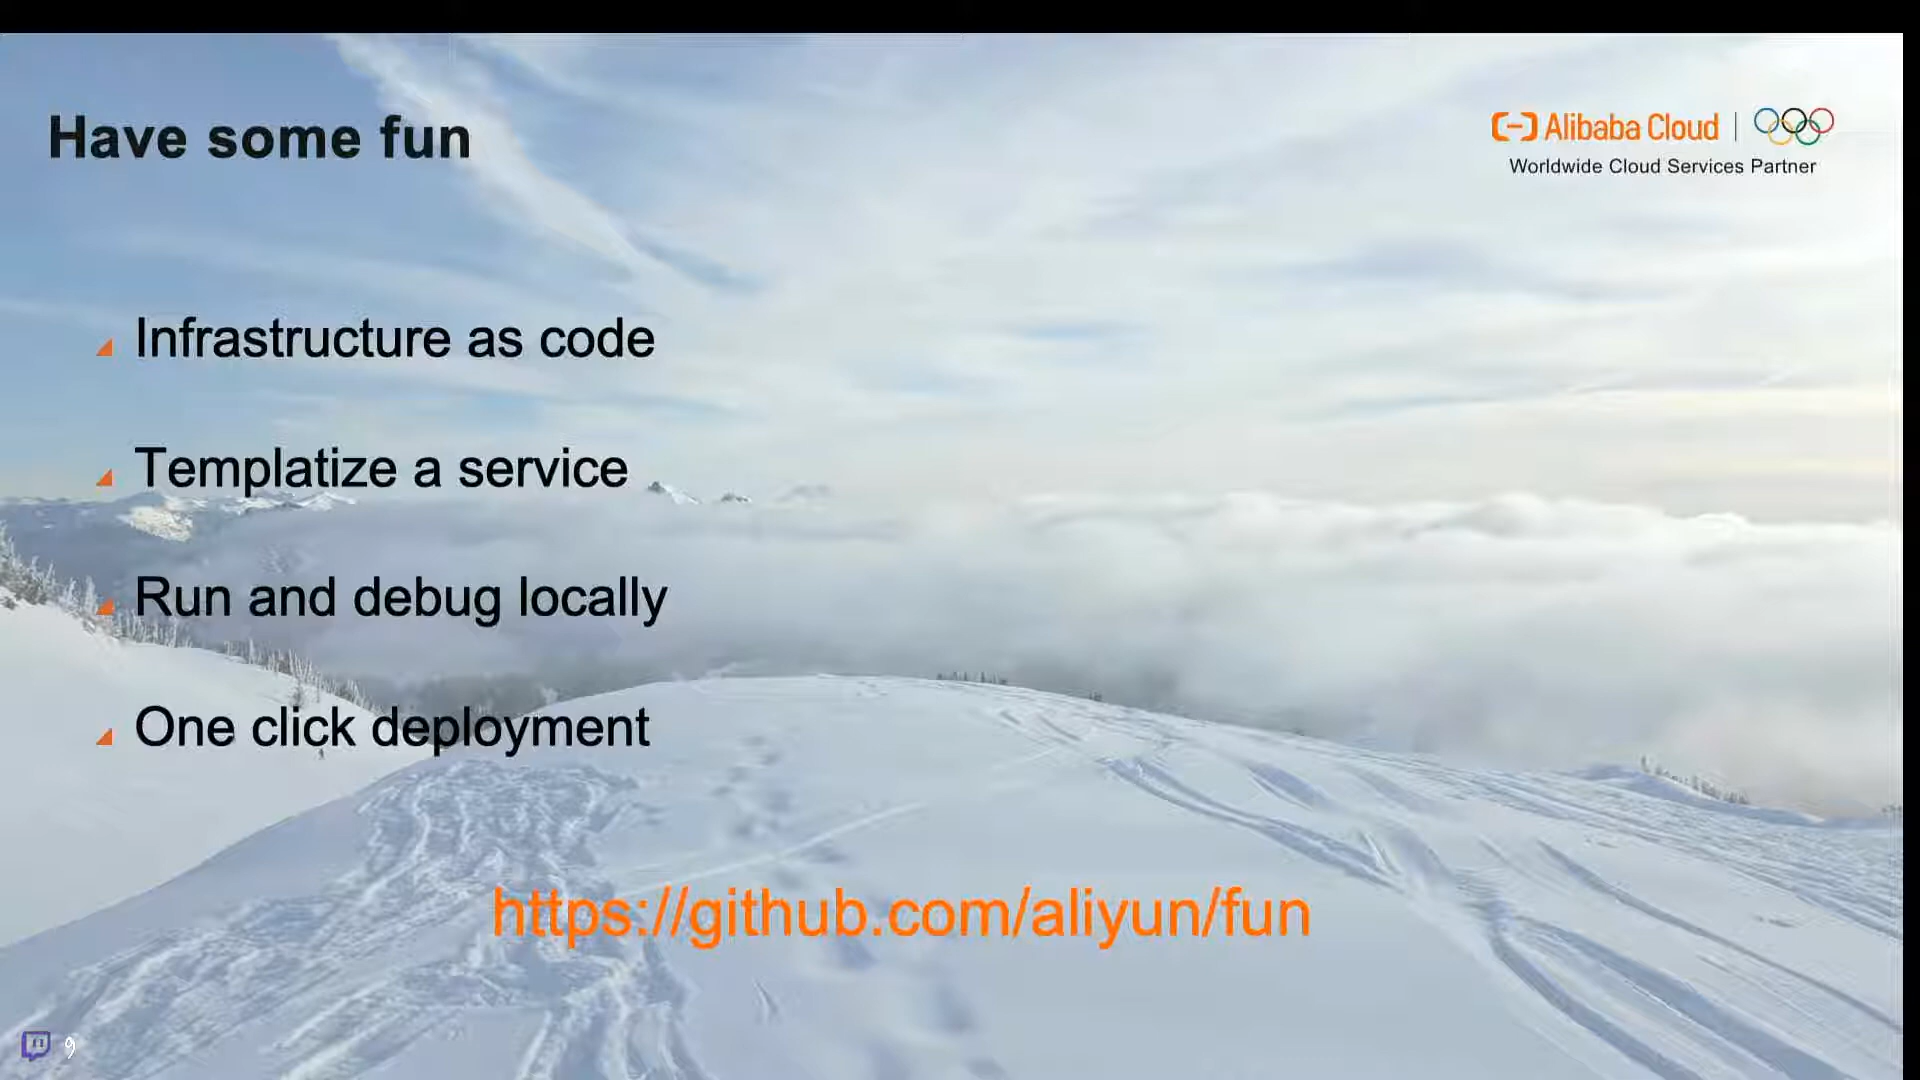 Have some fun
Alibaba Cloud
Worldwide Cloud Services Partner
Infrastructure as code
Templatize a service
Run and debug locally
One click deployment
https://github.com/aliyun/fun
9